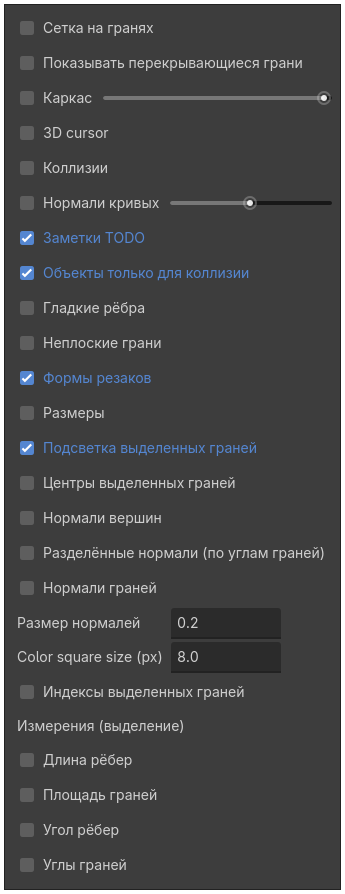 Сетка на гранях
Показывать перекрывающиеся грани
Каркас
3D cursor
Коллизии
Нормали кривых
Заметки TODO
Объекты только для коллизии
Гладкие рёбра
Неплоские грани
Формы резаков
Размеры
Подсветка выделенных граней
Центры выделенных граней
Нормали вершин
Разделённые нормали (по углам граней)
Нормали граней
Размер нормалей 0.2
Color square size (px) 8.0
Индексы выделенных граней
Измерения (выделение)
Длина рёбер
Площадь граней
Угол рёбер
Углы граней